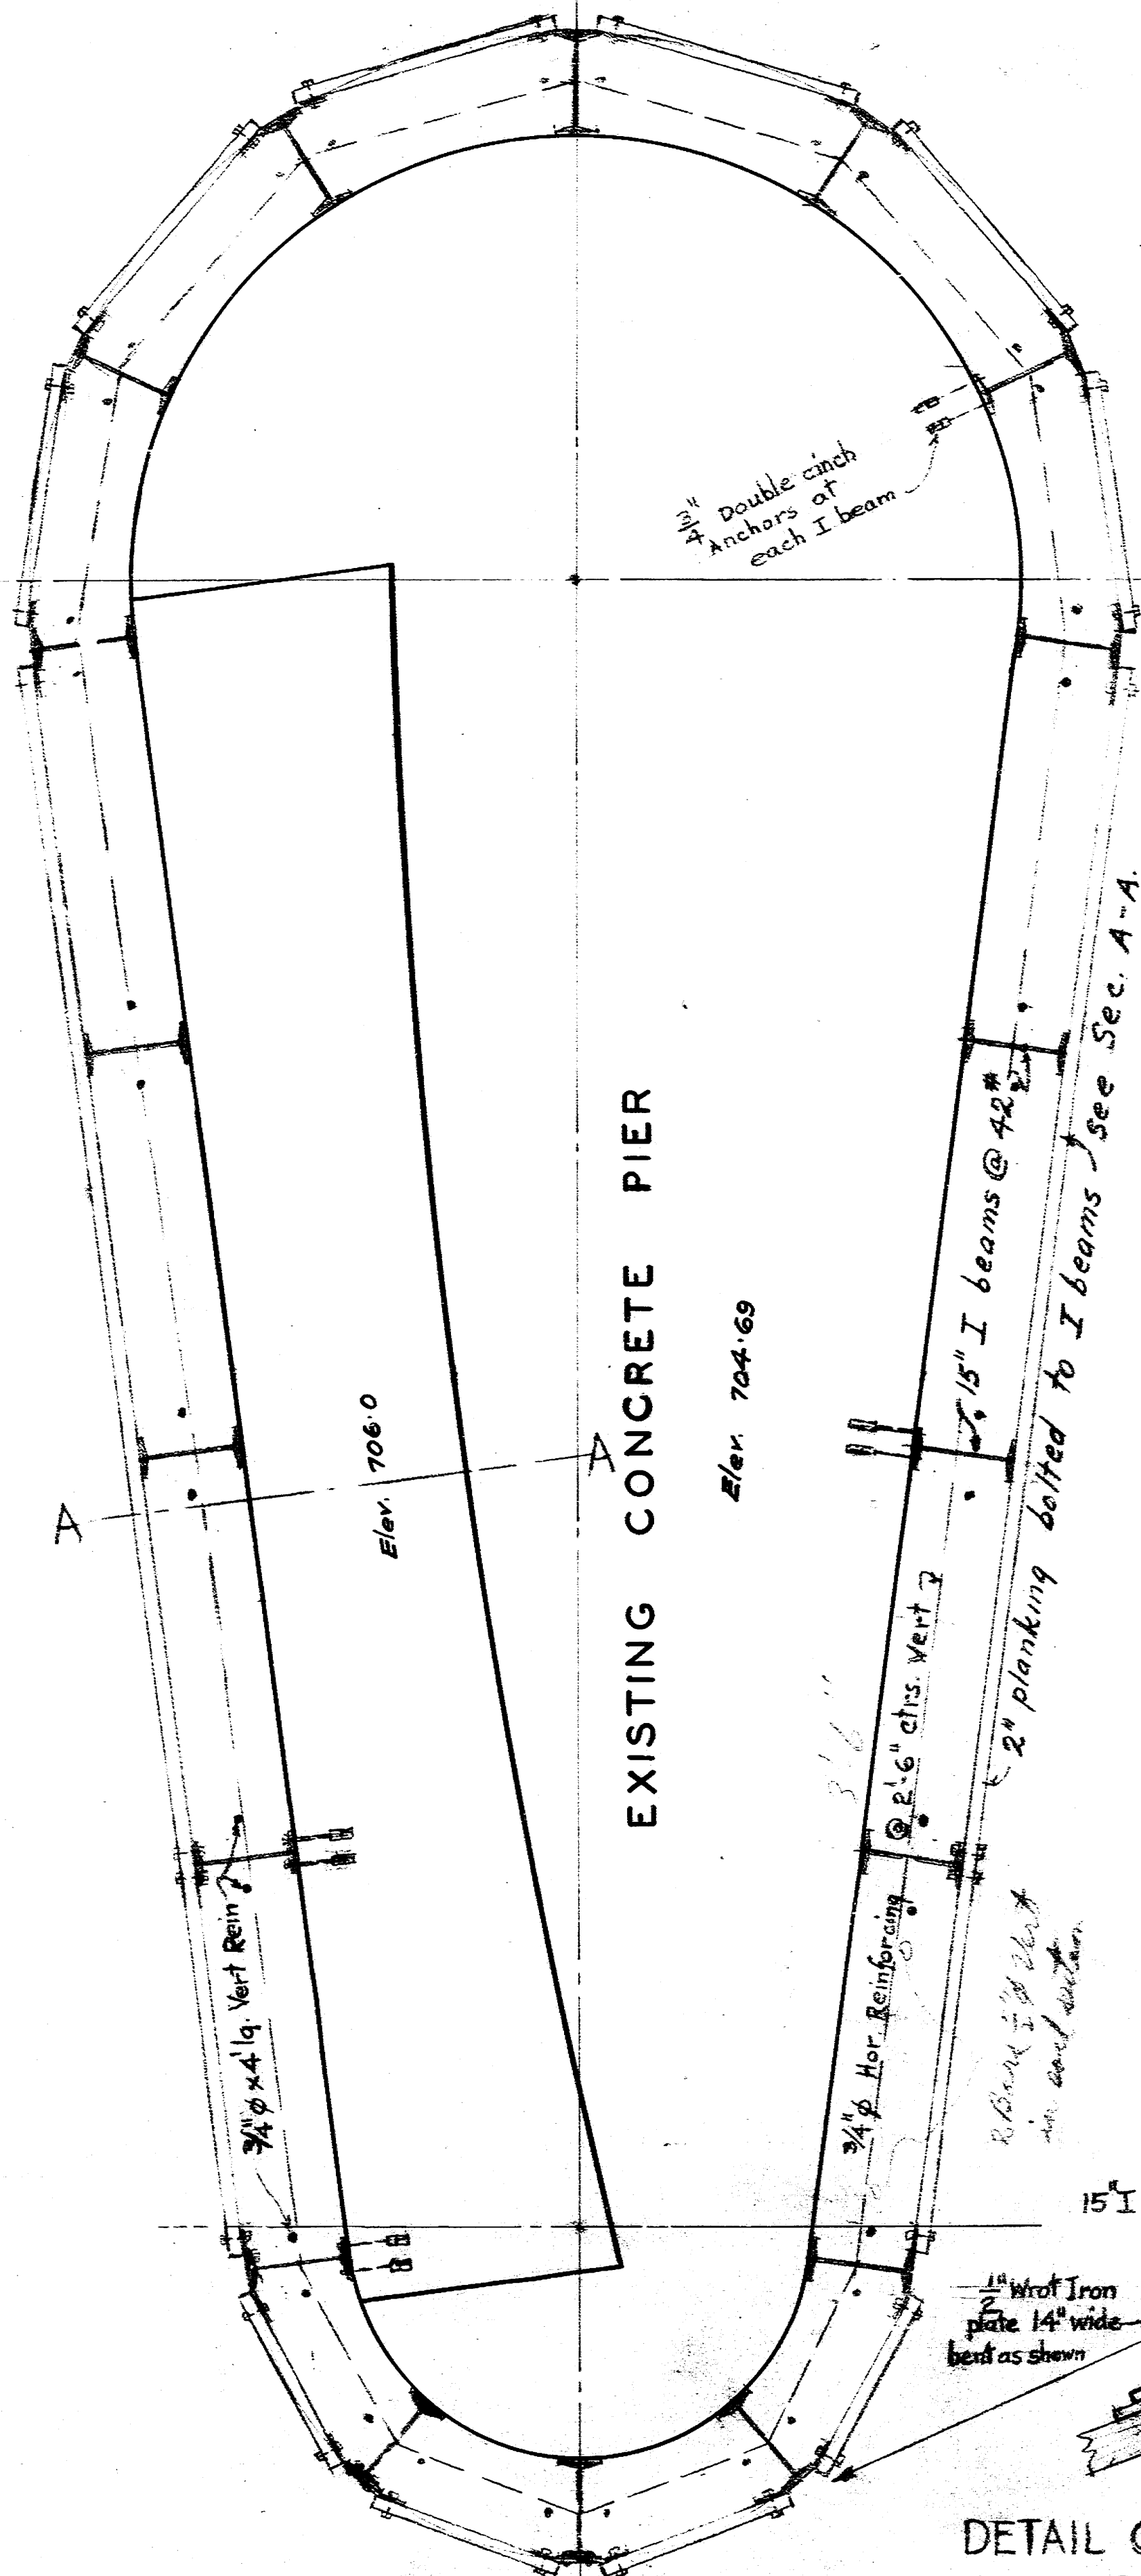 3/4" Double cinch
Anchors at
each I beam
A
A
Elev. 706.0
EXISTING CONCRETE PIER
Elev. 704.69
15" I beams @ 42#
2" planking bolted to I beams see Sec. A-A.
3/4" ϕ x 4' lg. Vert Rein
3/4" ϕ Hor. Reinforcing @ 2'-6" ctrs. Vert
3'6"
15" I
1/2" Wrot Iron
plate 14" wide
bent as shown
DETAIL